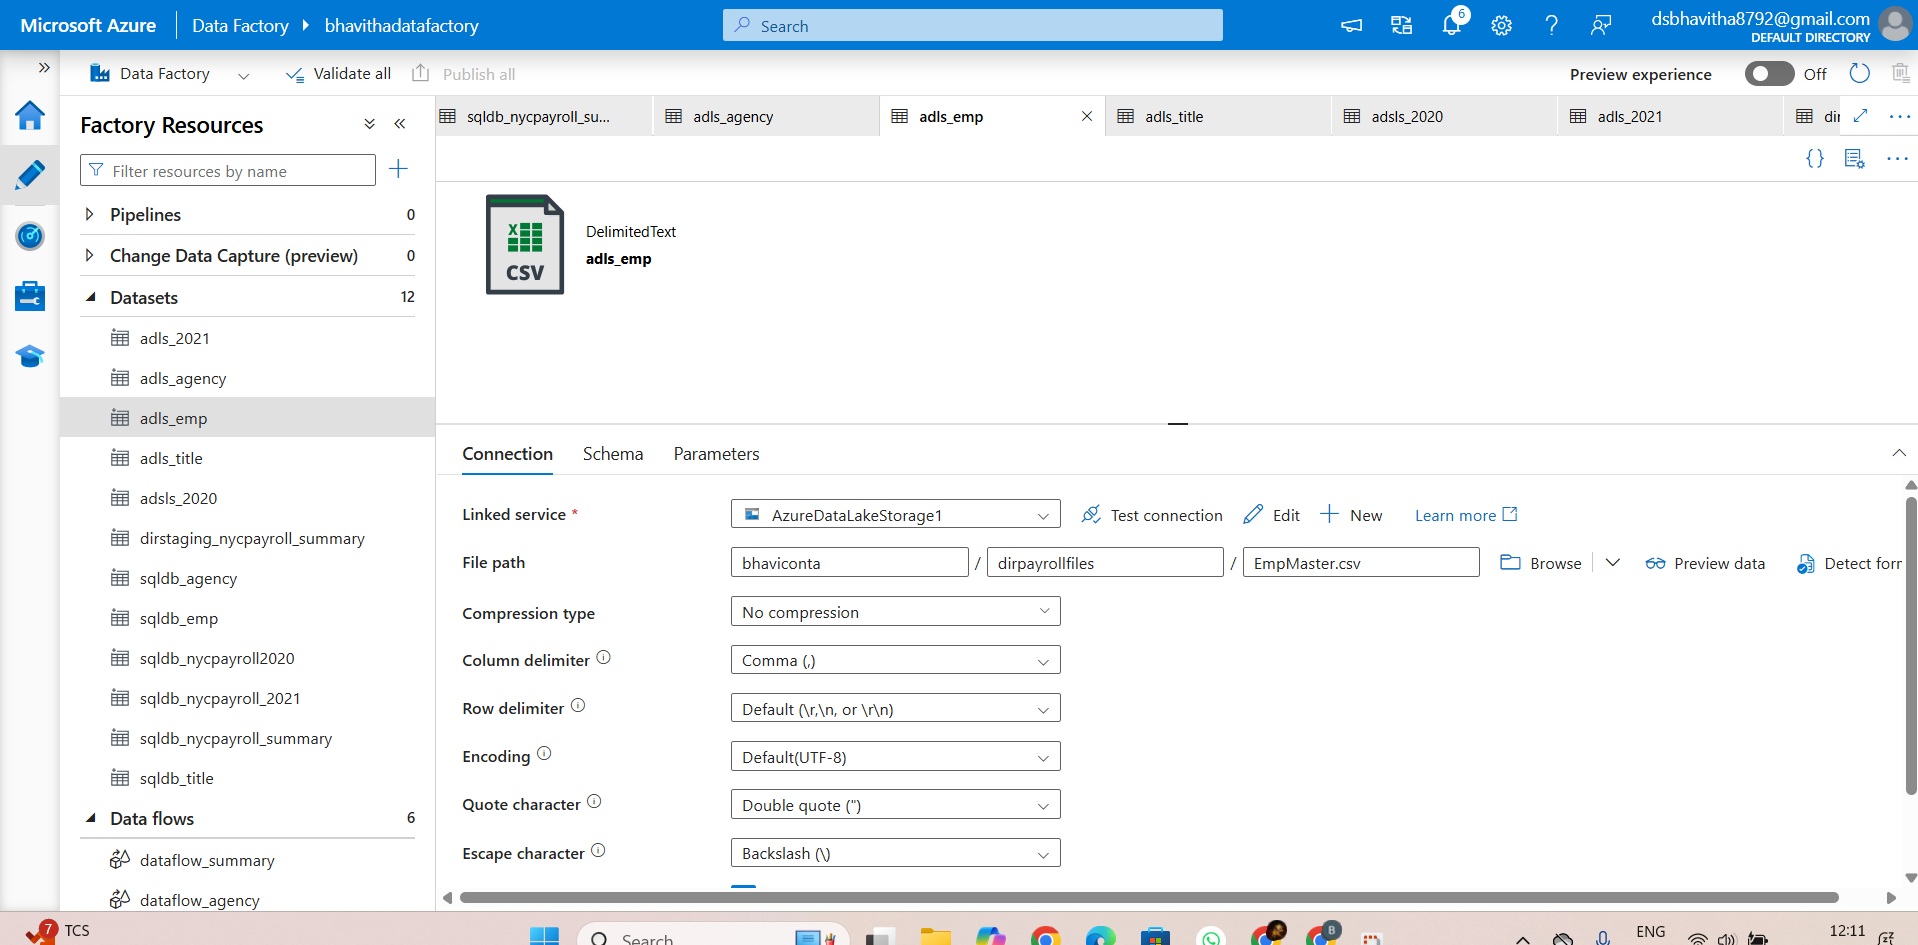 Microsoft Azure
Data Factory
bhavithadatafactory
Search
6
dsbhavitha8792@gmail.com
DEFAULT DIRECTORY
Data Factory
Validate all
Publish all
Preview experience
Off
Factory Resources
Filter resources by name
Pipelines 0
Change Data Capture (preview) 0
Datasets 12
adls_2021
adls_agency
adls_emp
adls_title
adsls_2020
dirstaging_nycpayroll_summary
sqldb_agency
sqldb_emp
sqldb_nycpayroll2020
sqldb_nycpayroll_2021
sqldb_nycpayroll_summary
sqldb_title
Data flows 6
dataflow_summary
dataflow_agency
sqldb_nycpayroll_su...
adls_agency
adls_emp
adls_title
adsls_2020
adls_2021
dir
{}
X
CSV
DelimitedText
adls_emp
Connection
Schema
Parameters
Linked service *
AzureDataLakeStorage1
Test connection
Edit
New
Learn more
File path
bhaviconta / dirpayrollfiles / EmpMaster.csv
Browse
Preview data
Detect for
Compression type
No compression
Column delimiter
Comma (,)
Row delimiter
Default (\r,\n, or \r\n)
Encoding
Default(UTF-8)
Quote character
Double quote (")
Escape character
Backslash (\)
7
TCS
Search
B
ENG
12:11